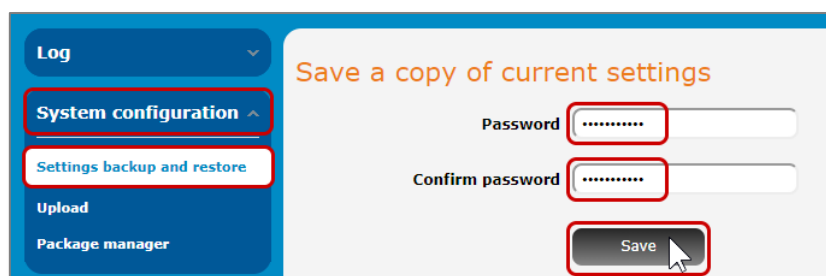 Log
System configuration
Settings backup and restore
Upload
Package manager
Save a copy of current settings
Password •••••••••••
Confirm password •••••••••••
Save